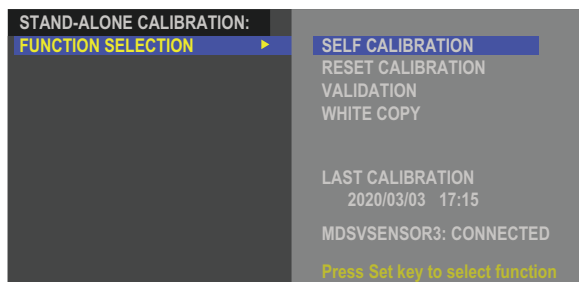 STAND-ALONE CALIBRATION:
FUNCTION SELECTION
SELF CALIBRATION
RESET CALIBRATION
VALIDATION
WHITE COPY
LAST CALIBRATION
2020/03/03 17:15
MDSVSENSOR3: CONNECTED
Press Set key to select function